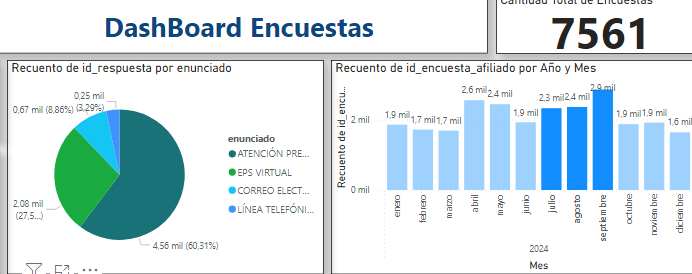 DashBoard Encuestas
Cantidad Total de Encuestas
7561
Recuento de id_respuesta por enunciado
0.25 mil
(3,29%)
0.67 mil (8,86%)
2,08 mil
(27,5...)
4.56 mil (60,31%)
enunciado
ATENCIÓN PRE...
EPS VIRTUAL
CORREO ELECT...
LÍNEA TELEFÓNI...
Recuento de id_encuesta_afiliado por Año y Mes
Recuento de id_encu...
2 mil
0 mil
1,9 mil
1,7 mil
1,7 mil
2,6 mil
2,4 mil
1,9 mil
2,3 mil
2,4 mil
2,9 mil
1,9 mil
1,9 mil
1,6 mil
enero
febrero
marzo
abril
mayo
junio
julio
agosto
septiembre
octubre
noviembre
diciembre
2024
Mes